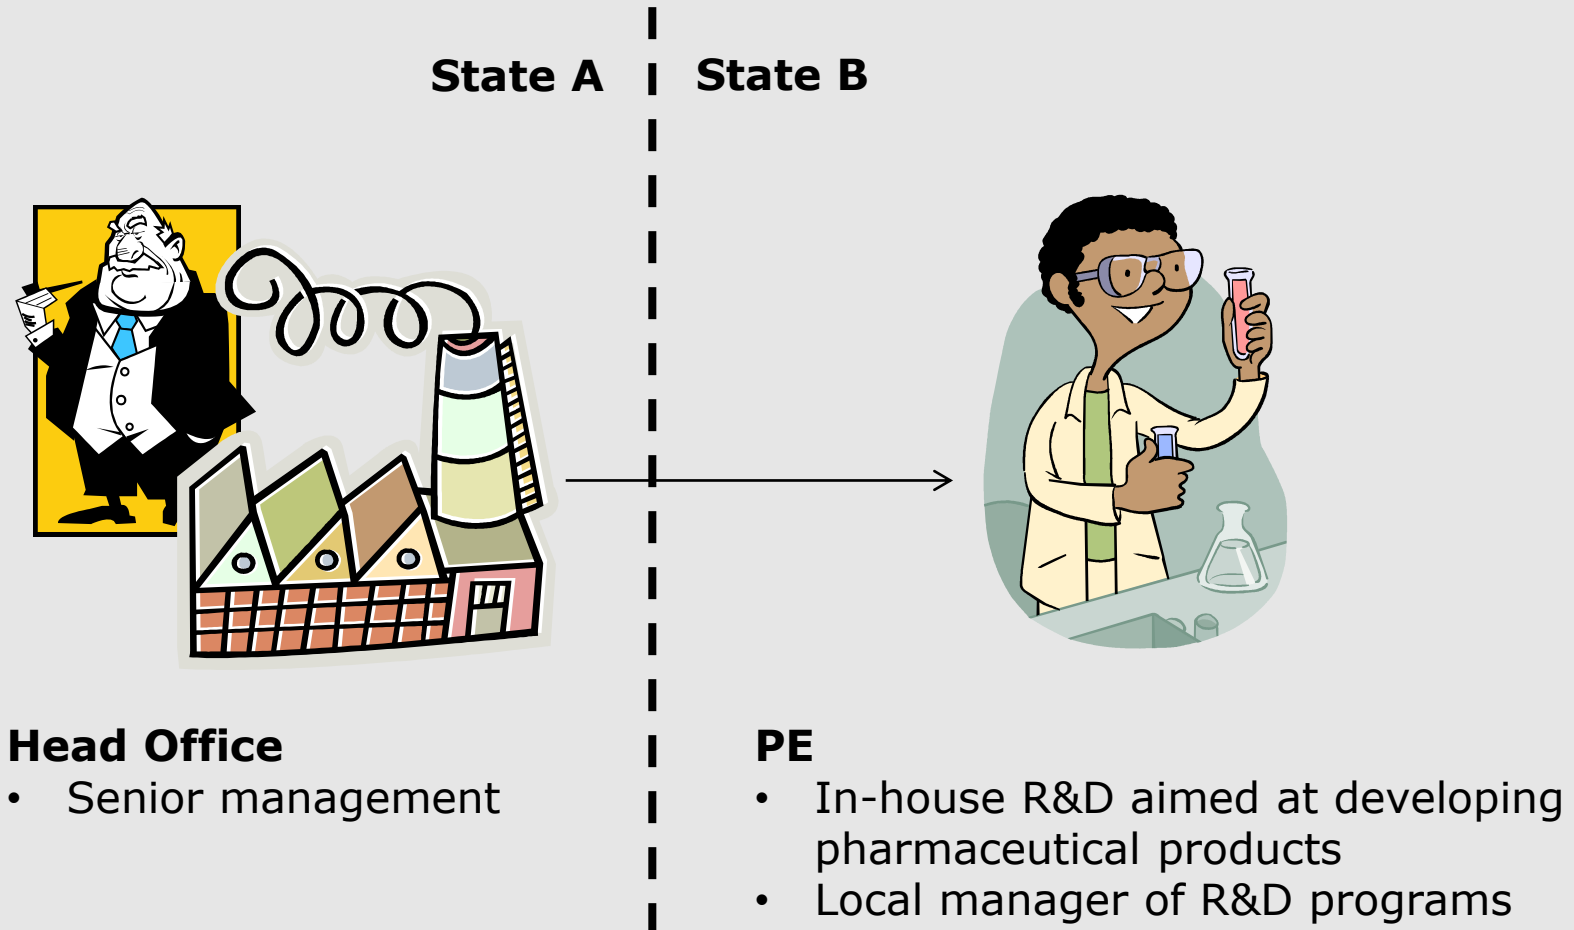 State A
State B
Head Office
• Senior management
PE
• In-house R&D aimed at developing
pharmaceutical products
• Local manager of R&D programs